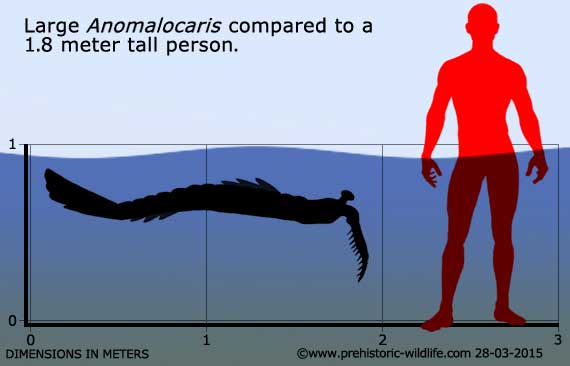 Large Anomalocaris compared to a
1.8 meter tall person.
1
0
0 1 2 3
DIMENSIONS IN METERS ©www.prehistoric-wildlife.com 28-03-2015